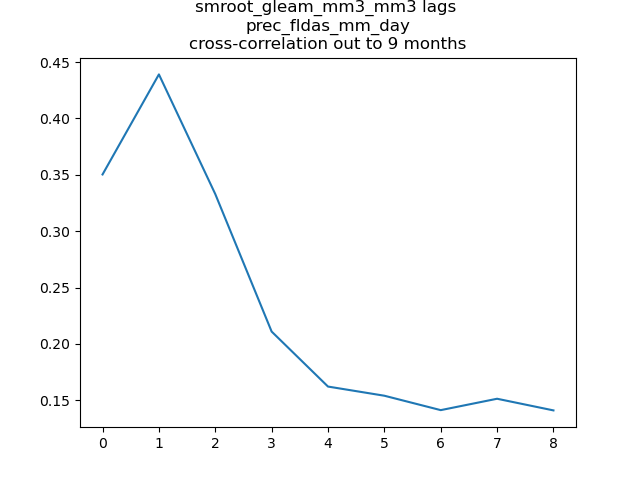 smroot_gleam_mm3_mm3 lags
prec_fldas_mm_day
cross-correlation out to 9 months
0.45
0.40
0.35
0.30
0.25
0.20
0.15
0 1 2 3 4 5 6 7 8